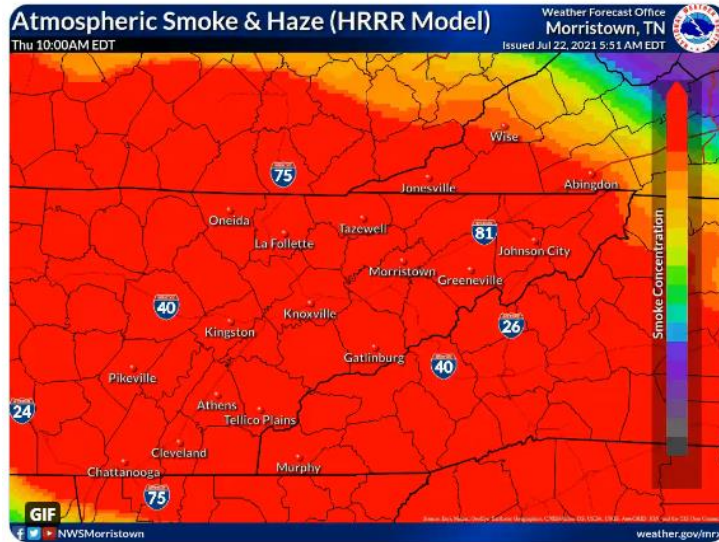 Atmospheric Smoke & Haze (HRRR Model)
Thu 10:00AM EDT
Weather Forecast Office
Morristown, TN
Issued Jul 22, 2021 5:51 AM EDT
Wise
75
Jonesville
Abingdon
Oneida
La Follette
Tazewell
81
Johnson City
Morristown
Greeneville
40
Knoxville
Kingston
26
Gatlinburg
40
Pikeville
24
Athens
Tellico Plains
Cleveland
Chattanooga
Murphy
75
Smoke Concentration
GIF
NWSMorristown
weather.gov/mrx